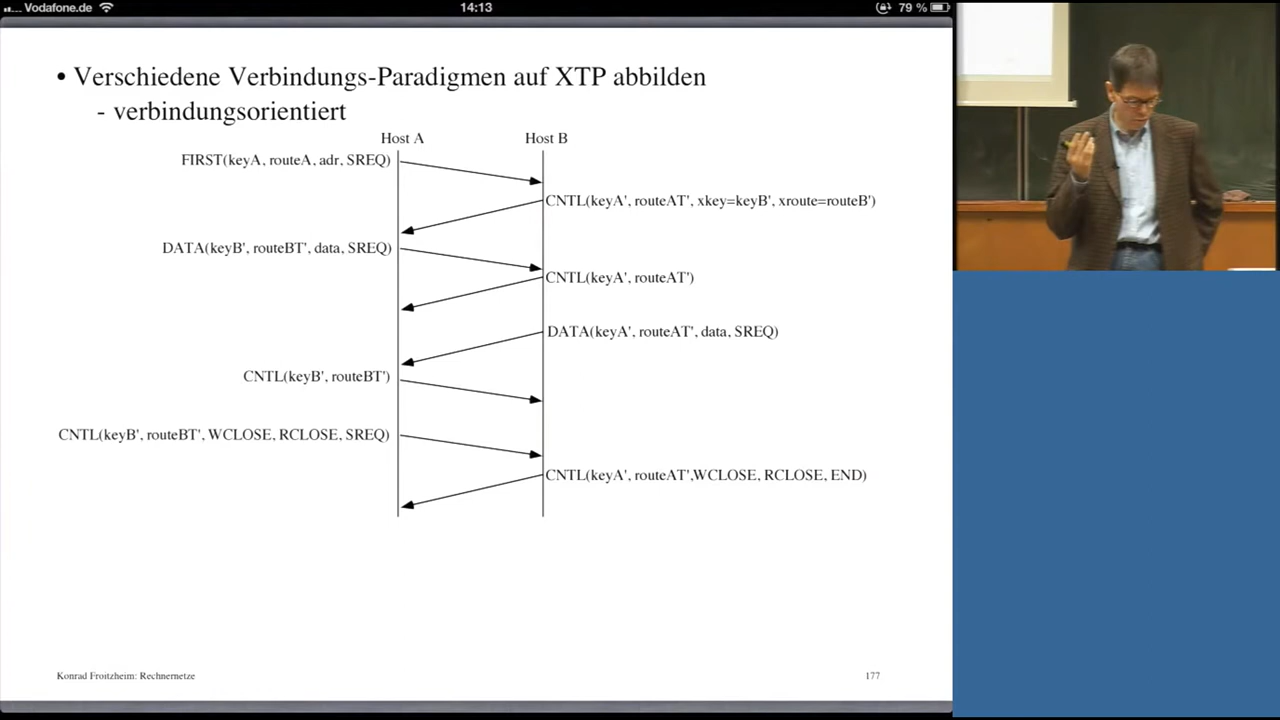 Vodafone.de 14:13 79 %
• Verschiedene Verbindungs-Paradigmen auf XTP abbilden
- verbindungsorientiert
Host A Host B
FIRST(keyA, routeA, adr, SREQ)
CNTL(keyA', routeAT', xkey=keyB', xroute=routeB')
DATA(keyB', routeBT', data, SREQ)
CNTL(keyA', routeAT')
DATA(keyA', routeAT', data, SREQ)
CNTL(keyB', routeBT')
CNTL(keyB', routeBT', WCLOSE, RCLOSE, SREQ)
CNTL(keyA', routeAT',WCLOSE, RCLOSE, END)
Konrad Froitzheim: Rechnernetze 177